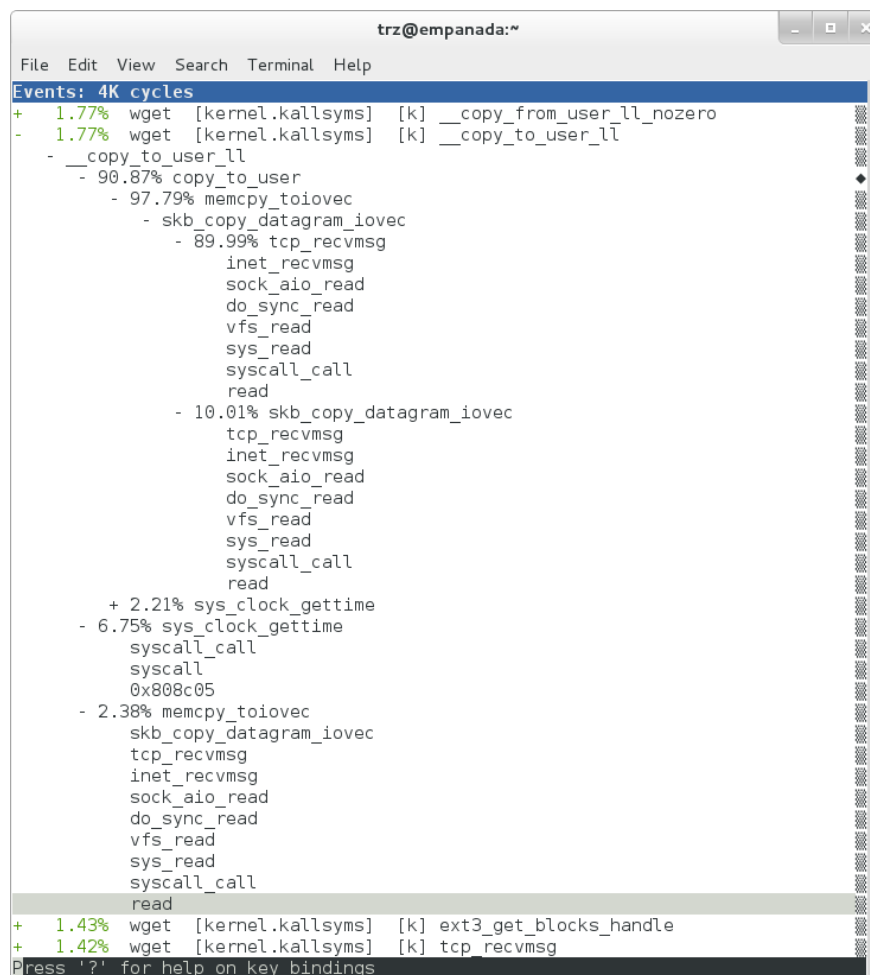 trz@empanada:~
File Edit View Search Terminal Help
Events: 4K cycles
+ 1.77% wget [kernel.kallsyms] [k] __copy_from_user_ll_nozero
- 1.77% wget [kernel.kallsyms] [k] __copy_to_user_ll
- __copy_to_user_ll
- 90.87% copy_to_user
- 97.79% memcpy_toiovec
- skb_copy_datagram_iovec
- 89.99% tcp_recvmsg
inet_recvmsg
sock_aio_read
do_sync_read
vfs_read
sys_read
syscall_call
read
- 10.01% skb_copy_datagram_iovec
tcp_recvmsg
inet_recvmsg
sock_aio_read
do_sync_read
vfs_read
sys_read
syscall_call
read
+ 2.21% sys_clock_gettime
- 6.75% sys_clock_gettime
syscall_call
syscall
0x808c05
- 2.38% memcpy_toiovec
skb_copy_datagram_iovec
tcp_recvmsg
inet_recvmsg
sock_aio_read
do_sync_read
vfs_read
sys_read
syscall_call
read
+ 1.43% wget [kernel.kallsyms] [k] ext3_get_blocks_handle
+ 1.42% wget [kernel.kallsyms] [k] tcp_recvmsg
Press '?' for help on key bindings